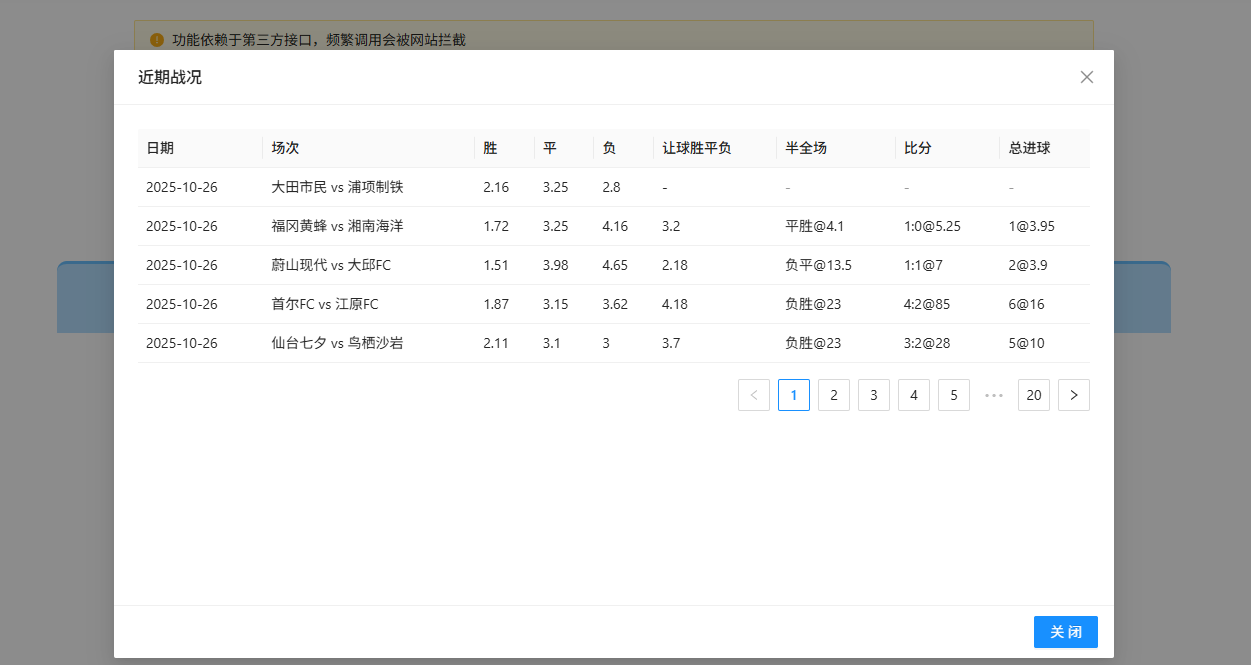 功能依赖于第三方接口，频繁调用会被网站拦截
近期战况
日期 场次 胜 平 负 让球胜平负 半全场 比分 总进球
2025-10-26 大田市民 vs 浦项制铁 2.16 3.25 2.8 - - - -
2025-10-26 福冈黄蜂 vs 湘南海洋 1.72 3.25 4.16 3.2 平胜@4.1 1:0@5.25 1@3.95
2025-10-26 蔚山现代 vs 大邱FC 1.51 3.98 4.65 2.18 负平@13.5 1:1@7 2@3.9
2025-10-26 首尔FC vs 江原FC 1.87 3.15 3.62 4.18 负胜@23 4:2@85 6@16
2025-10-26 仙台七夕 vs 鸟栖沙岩 2.11 3.1 3 3.7 负胜@23 3:2@28 5@10
< 1 2 3 4 5 ••• 20 >
关 闭